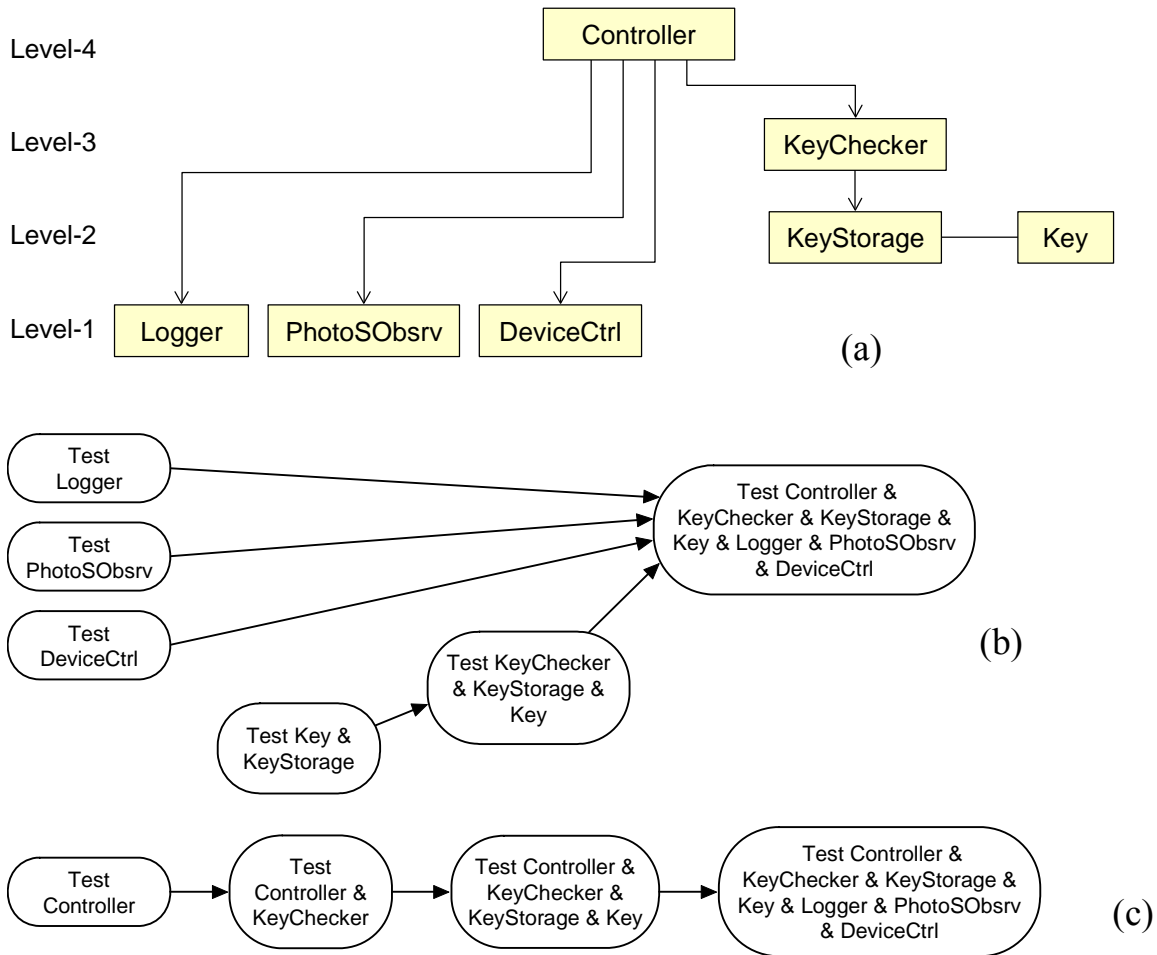 Level-4
Controller
Level-3
KeyChecker
Level-2
KeyStorage
Key
Level-1
Logger
PhotoSObsrv
DeviceCtrl
(a)
Test
Logger
Test
PhotoSObsrv
Test
DeviceCtrl
Test Controller &
KeyChecker & KeyStorage &
Key & Logger & PhotoSObsrv
& DeviceCtrl
(b)
Test KeyChecker
& KeyStorage &
Key
Test Key &
KeyStorage
Test
Controller
Test
Controller &
KeyChecker
Test Controller &
KeyChecker &
KeyStorage & Key
Test Controller &
KeyChecker & KeyStorage &
Key & Logger & PhotoSObsrv
& DeviceCtrl
(c)